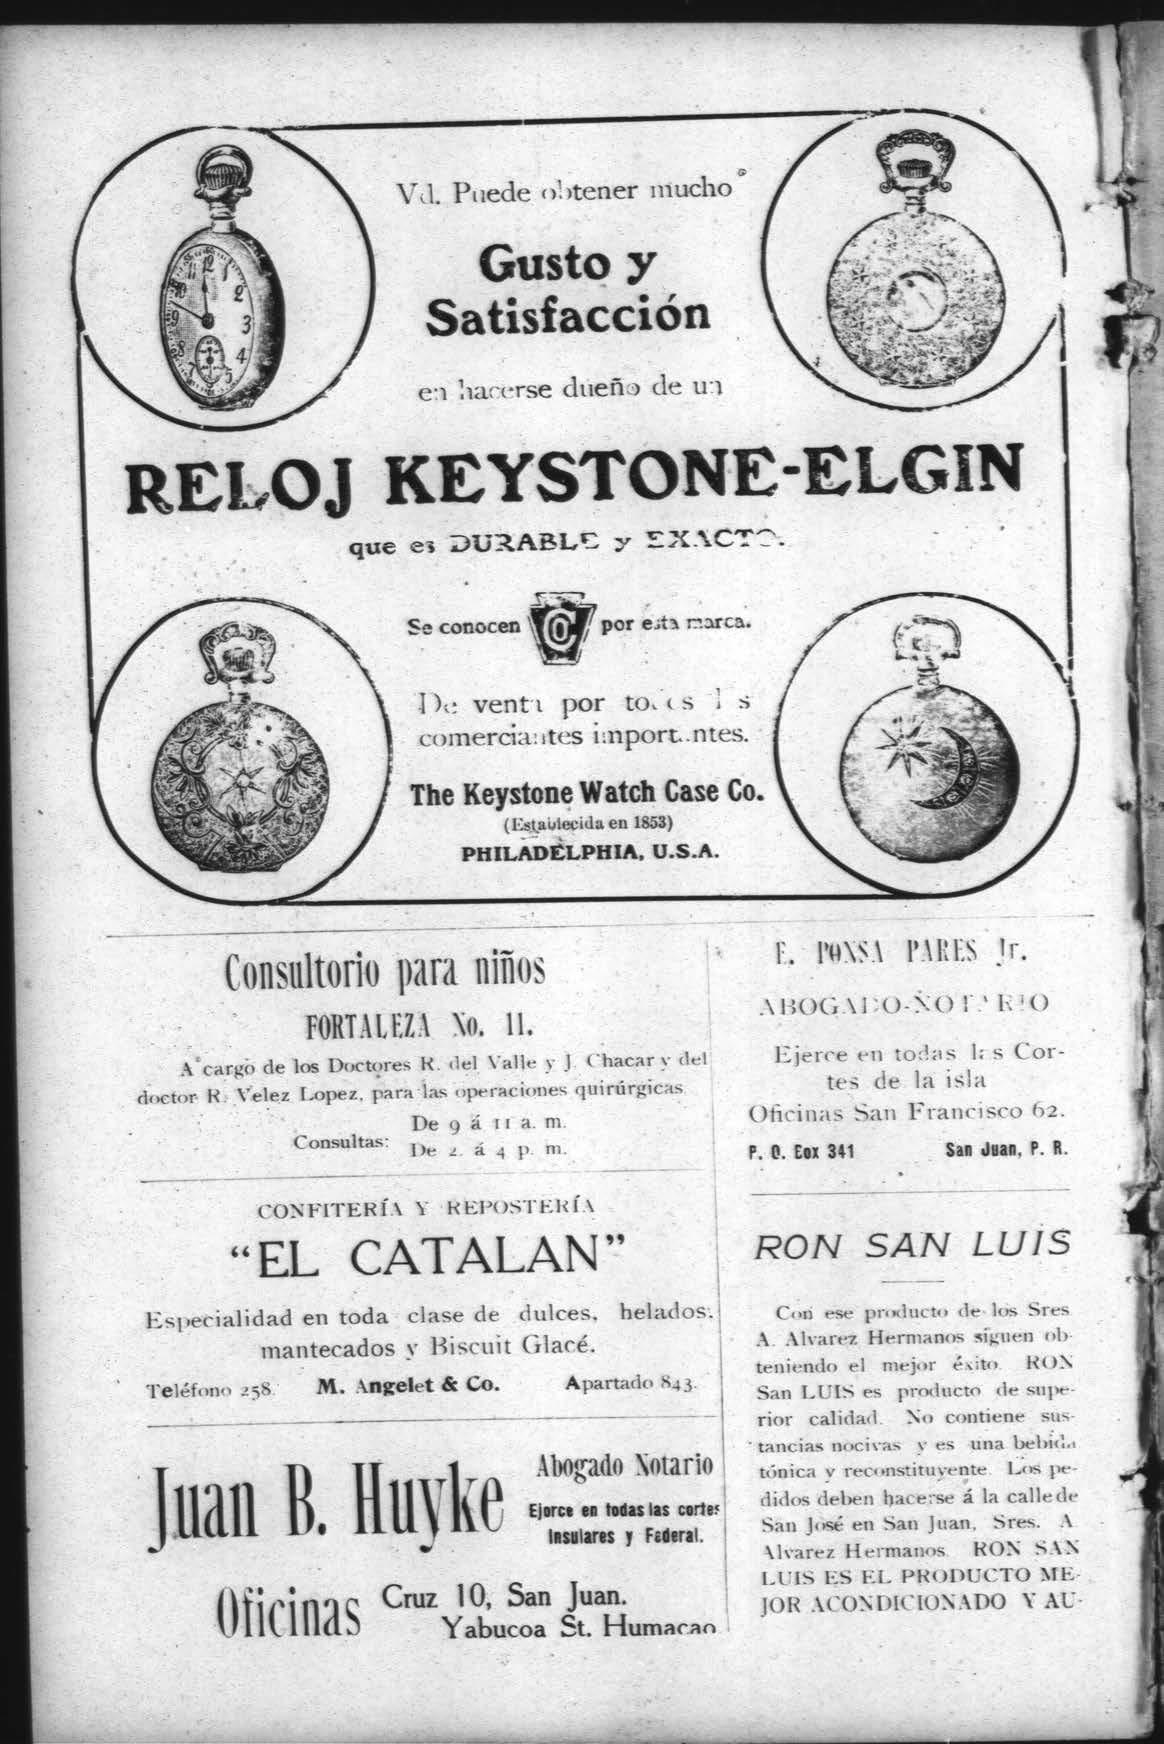 Vd. Puede obtener mucho
Gusto y
Satisfacción
en hacerse dueño de un
RELOJ KEYSTONE-ELGIN
que es DURABLE y EXACTO.
Se conocen por esta marca.
De venta por todos los
comerciantes importantes.
The Keystone Watch Case Co.
(Establecida en 1853)
PHILADELPHIA, U.S.A.
Consultorio para niños
FORTALEZA No. 11.
A cargo de los Doctores R. del Valle y J. Chacar y del
doctor R. Velez Lopez, para las operaciones quirúrgicas
Consultas:
De 9 á 11 a. m.
De 2 á 4 p. m.
CONFITERÍA Y REPOSTERÍA
"EL CATALAN"
Especialidad en toda clase de dulces, helados,
mantecados y Biscuit Glacé.
Teléfono 258. M. Angelet & Co. Apartado 843.
Juan B. Huyke
Abogado Notario
Ejorce en todas las cortes
Insulares y Federal.
Oficinas
Cruz 10, San Juan.
Yabucoa St. Humacao
E. PONSA PARES Jr.
ABOGADO-NOTARIO
Ejerce en todas las Cor-
tes de la isla
Oficinas San Francisco 62.
P. O. Box 341 San Juan, P. R.
RON SAN LUIS
Con ese producto de los Sres
A. Alvarez Hermanos siguen ob-
teniendo el mejor éxito. RON
San LUIS es producto de supe-
rior calidad. No contiene sus-
tancias nocivas y es una bebida
tónica y reconstituyente. Los pe-
didos deben hacerse á la calle de
San José en San Juan, Sres. A
Alvarez Hermanos. RON SAN
LUIS ES EL PRODUCTO ME-
JOR ACONDICIONADO Y AU-